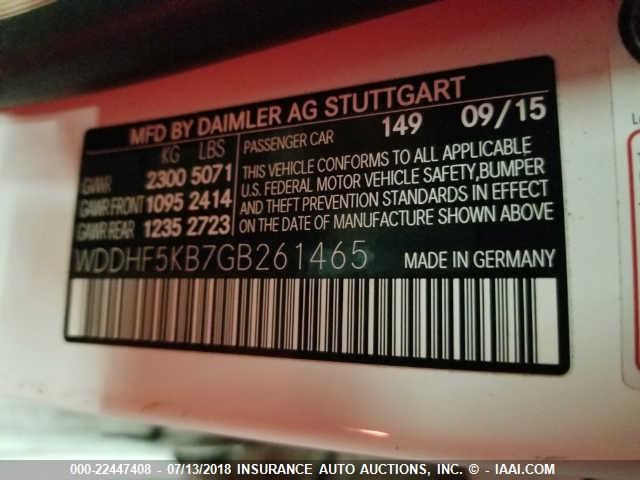 MFD BY DAIMLER AG STUTTGART
KG LBS
GVWR 2300 5071
GAWR FRONT 1095 2414
GAWR REAR 1235 2723
PASSENGER CAR 149 09/15
THIS VEHICLE CONFORMS TO ALL APPLICABLE
U.S. FEDERAL MOTOR VEHICLE SAFETY,BUMPER
AND THEFT PREVENTION STANDARDS IN EFFECT
ON THE DATE OF MANUFACTURE SHOWN ABOVE
WDDHF5KB7GB261465 MADE IN GERMANY
000-22447408 - 07/13/2018 INSURANCE AUTO AUCTIONS, INC. - © - IAAI.COM